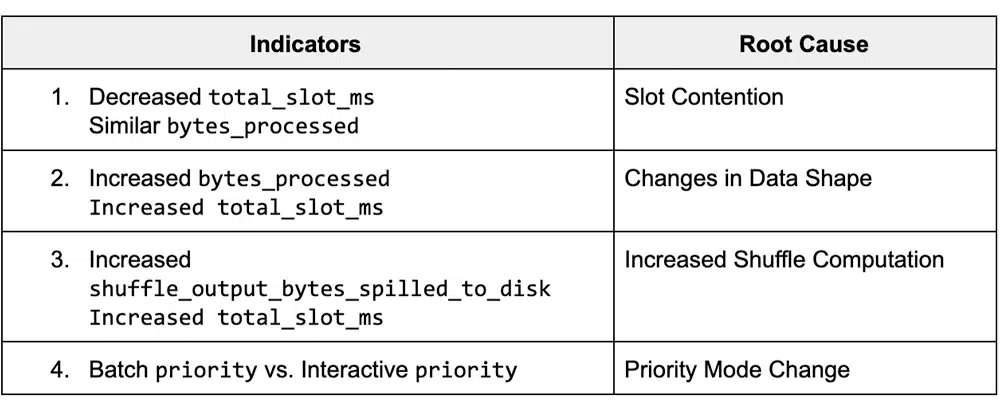 Indicators
Root Cause
1. Decreased total_slot_ms
Similar bytes_processed
Slot Contention
2. Increased bytes_processed
Increased total_slot_ms
Changes in Data Shape
3. Increased
shuffle_output_bytes_spilled_to_disk
Increased total_slot_ms
Increased Shuffle Computation
4. Batch priority vs. Interactive priority
Priority Mode Change